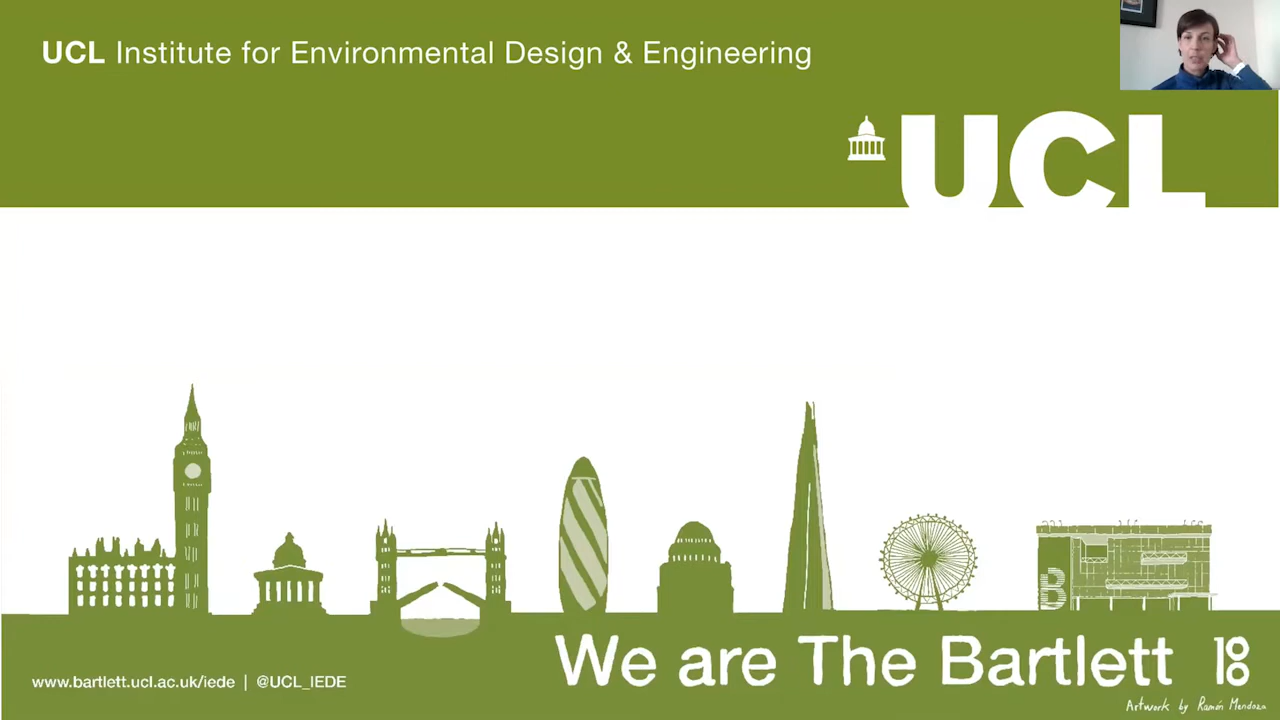 UCL Institute for Environmental Design & Engineering
UCL
B
We are The Bartlett
www.bartlett.ucl.ac.uk/iede | @UCL_IEDE
Artwork by Ramón Mendoza